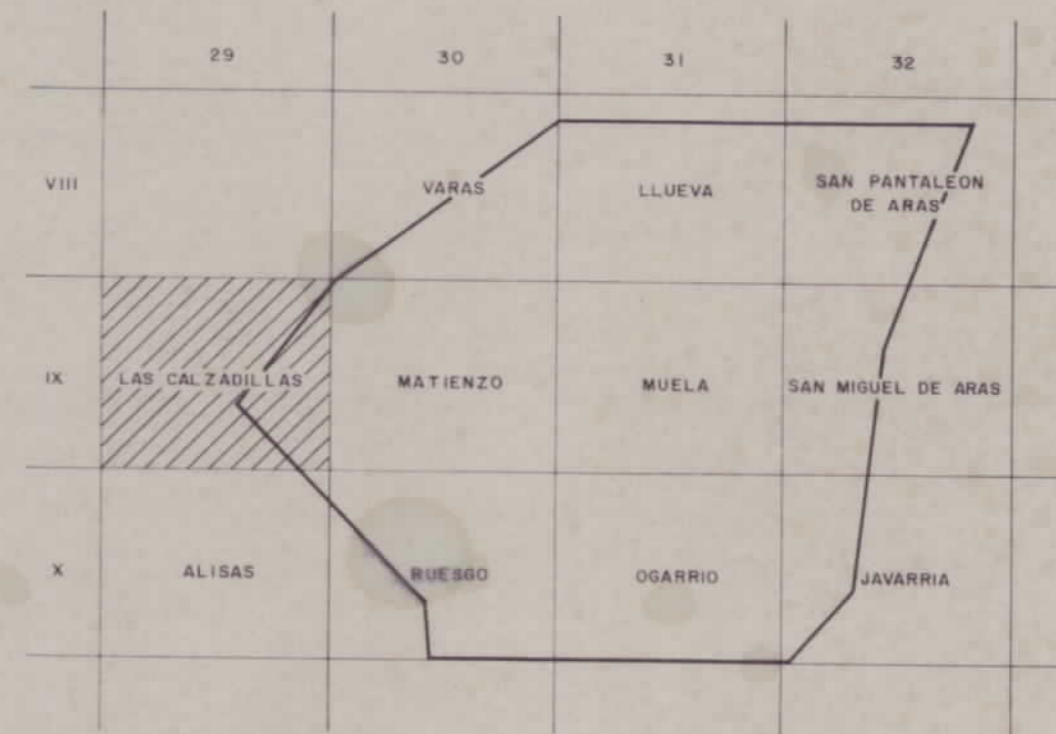 29 30 31 32
VIII VARAS LLUEVA SAN PANTALEON
DE ARAS
IX LAS CALZADILLAS MATIENZO MUELA SAN MIGUEL DE ARAS
X ALISAS RUESGO OGARRIO JAVARRIA